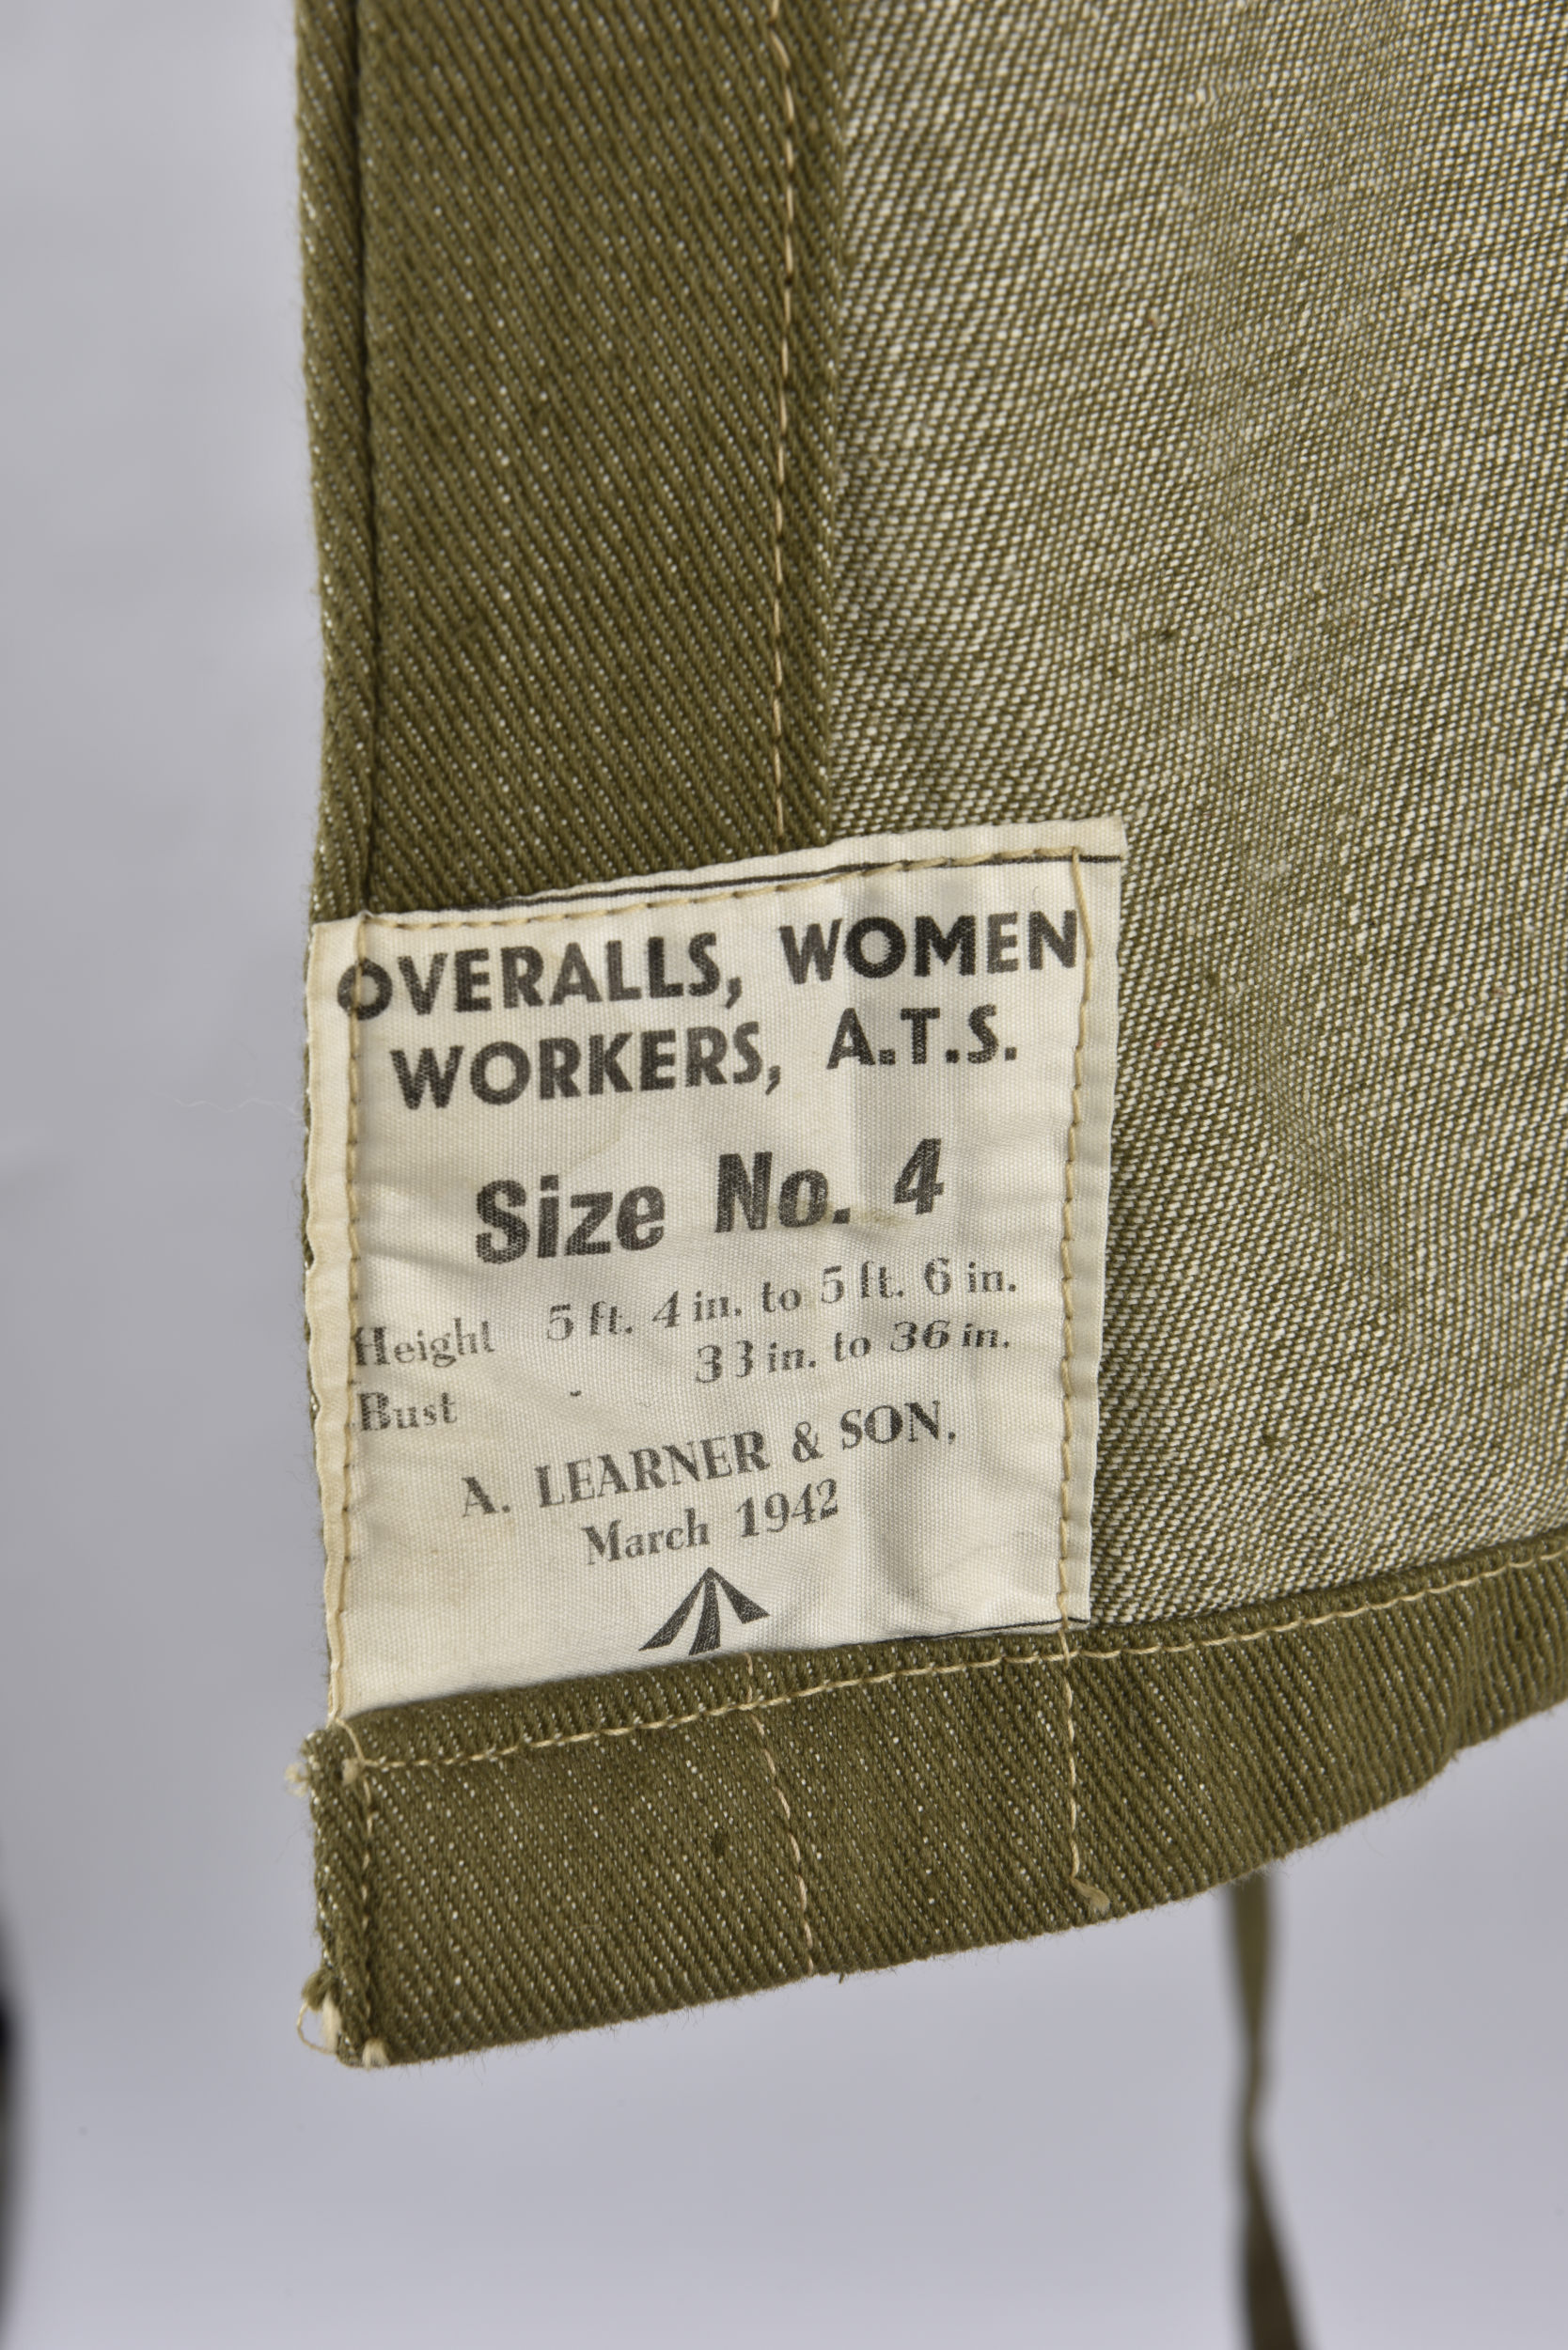 OVERALLS, WOMEN
WORKERS, A.T.S.
Size No. 4
Height 5 ft. 4 in. to 5 ft. 6 in.
Bust - 33 in. to 36 in.
A. LEARNER & SON.
March 1942